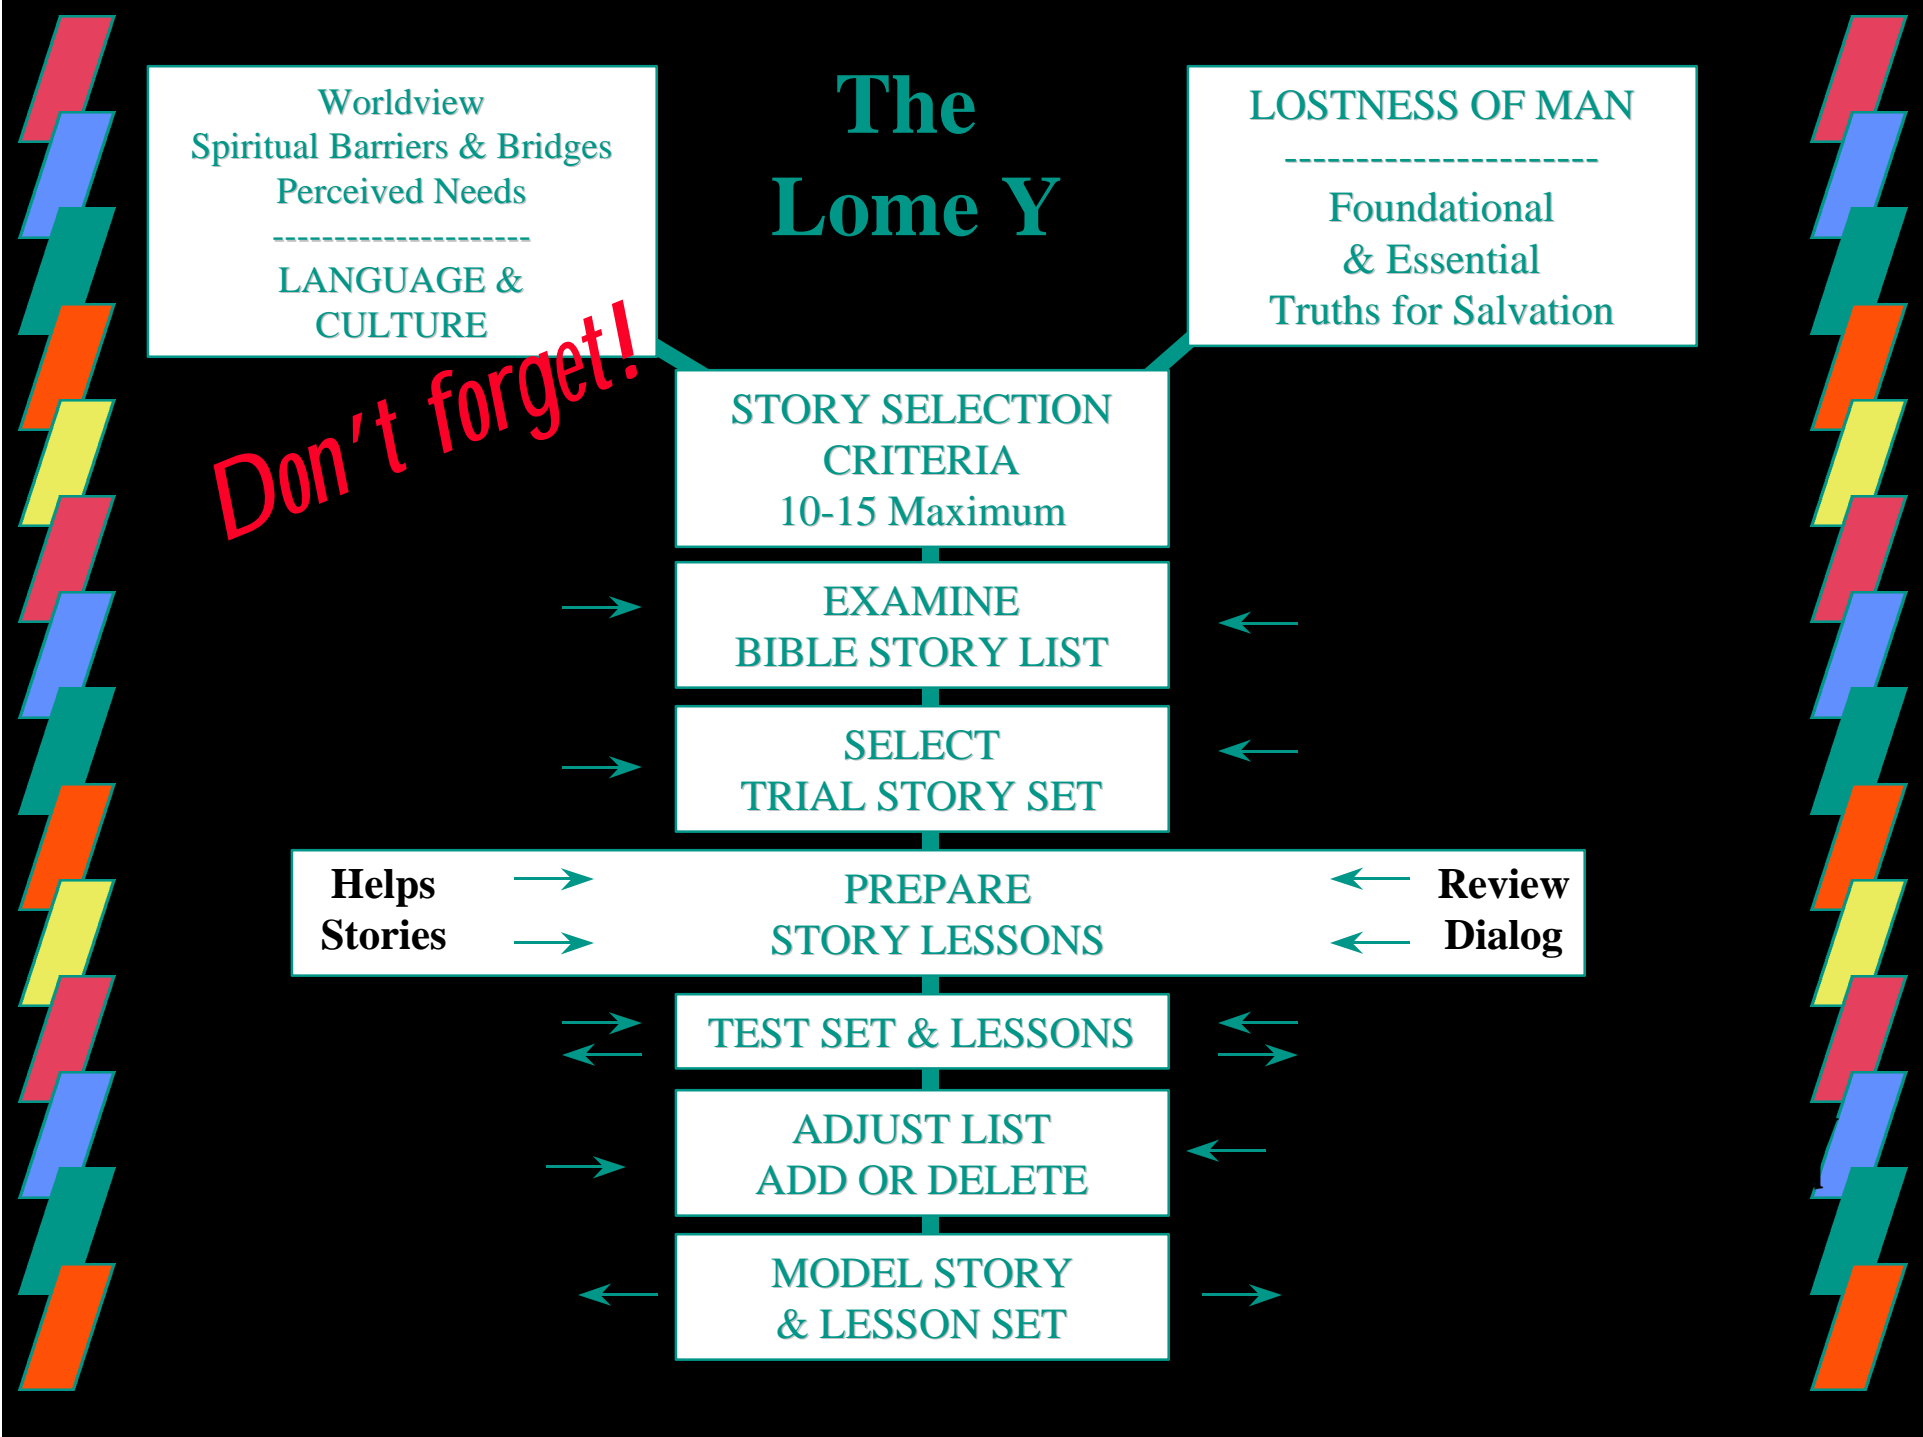 The
Lome Y
Worldview
Spiritual Barriers & Bridges
Perceived Needs
---------------------
LANGUAGE &
CULTURE
Don't forget!
LOSTNESS OF MAN
----------------------
Foundational
& Essential
Truths for Salvation
STORY SELECTION
CRITERIA
10-15 Maximum
EXAMINE
BIBLE STORY LIST
SELECT
TRIAL STORY SET
Helps
Stories
PREPARE
STORY LESSONS
Review
Dialog
TEST SET & LESSONS
ADJUST LIST
ADD OR DELETE
MODEL STORY
& LESSON SET